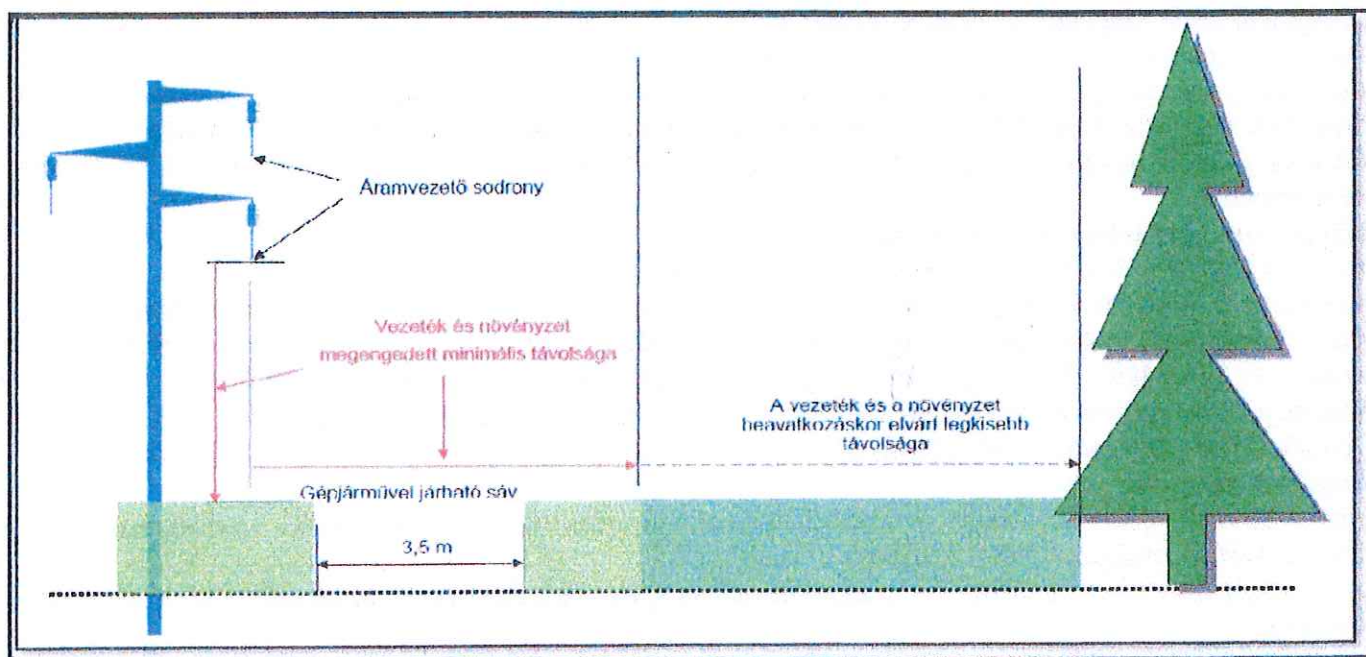 Áramvezető sodrony
Vezeték és növényzet
megengedett minimális távolsága
A vezeték és a növényzet
beavatkozáskor elvárt legkisebb
távolsága
Gépjárművel járható sáv
3,5 m